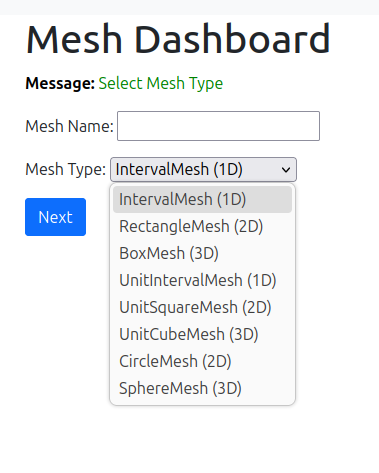 Mesh Dashboard
Message: Select Mesh Type
Mesh Name:
Mesh Type: IntervalMesh (1D)
IntervalMesh (1D)
RectangleMesh (2D)
BoxMesh (3D)
UnitIntervalMesh (1D)
UnitSquareMesh (2D)
UnitCubeMesh (3D)
CircleMesh (2D)
SphereMesh (3D)
Next